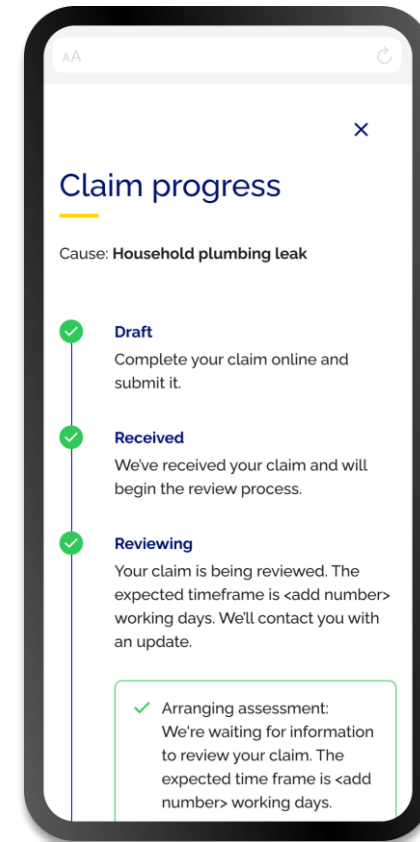 AA
Claim progress
Cause: Household plumbing leak
Draft
Complete your claim online and
submit it.
Received
We've received your claim and will
begin the review process.
Reviewing
Your claim is being reviewed. The
expected timeframe is <add number>
working days. We'll contact you with
an update.
Arranging assessment:
We're waiting for information
to review your claim. The
expected time frame is <add
number> working days.